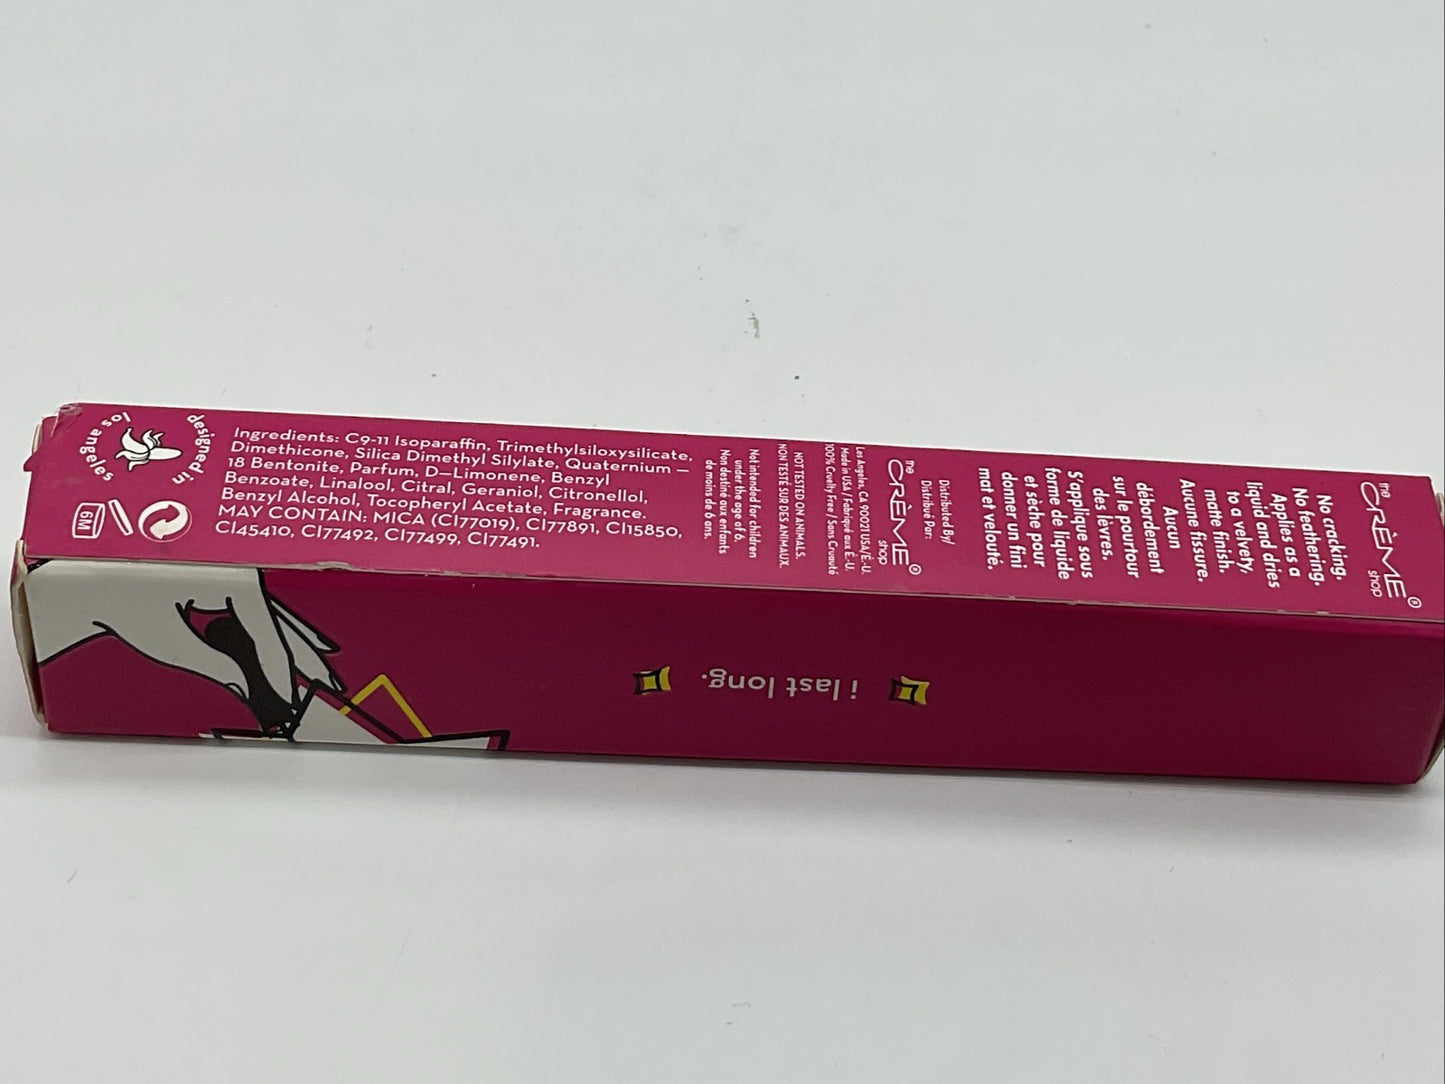 designed in
los angeles
6M
Ingredients: C9-11 Isoparaffin, Trimethylsiloxysilicate,
Dimethicone, Silica Dimethyl Silylate, Quaternium –
18 Bentonite, Parfum, D–Limonene, Benzyl
Benzoate, Linalool, Citral, Geraniol, Citronellol,
Benzyl Alcohol, Tocopheryl Acetate, Fragrance.
MAY CONTAIN: MICA (CI77019), CI77891, CI15850,
CI45410, CI77492, CI77499, CI77491.
the
CRÈME®
shop
No cracking.
No feathering.
Applies as a
liquid and dries
to a velvety,
matte finish.
Aucune fissure.
Aucun
débordement
sur le pourtour
des lèvres.
S'applique sous
forme de liquide
et sèche pour
donner un fini
mat et velouté.
Distributed By/
Distribué Par:
the
CRÈME®
shop
Los Angeles, CA 90021 USA/É.-U.
Made in USA / Fabriqué aux É.-U.
100% Cruelty Free / Sans Cruauté
NOT TESTED ON ANIMALS.
NON TESTÉ SUR DES ANIMAUX.
Not intended for children
under the age of 6.
Non destiné aux enfants
de moins de 6 ans.
i last long.